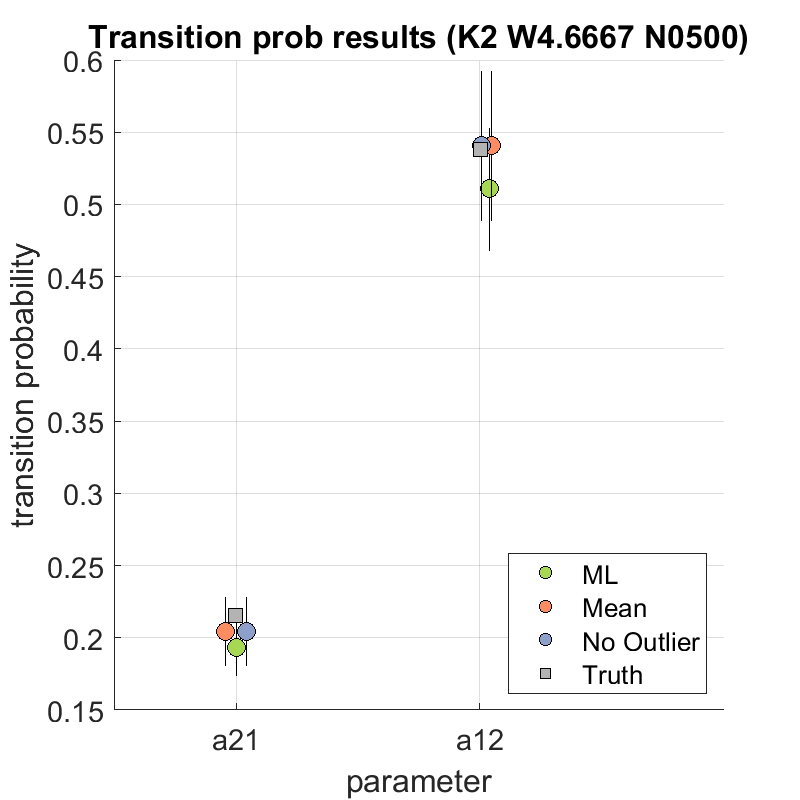 Transition prob results (K2 W4.6667 N0500)
0.6
0.55
0.5
0.45
0.4
0.35
0.3
0.25
0.2
0.15
transition probability
a21 a12
parameter
ML
Mean
No Outlier
Truth